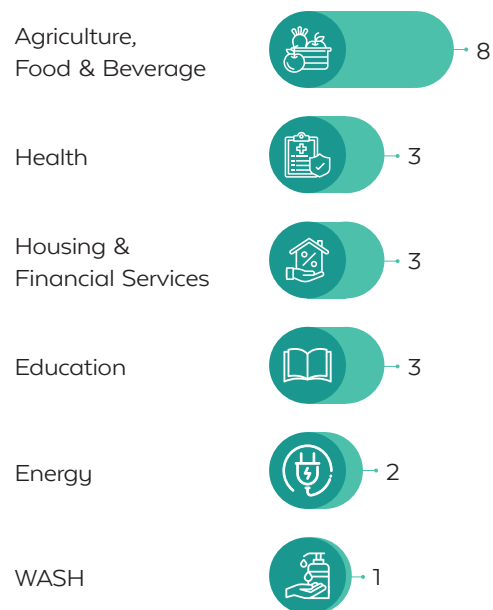 Agriculture,
Food & Beverage
8
Health
3
Housing &
Financial Services
3
Education
3
Energy
2
WASH
1